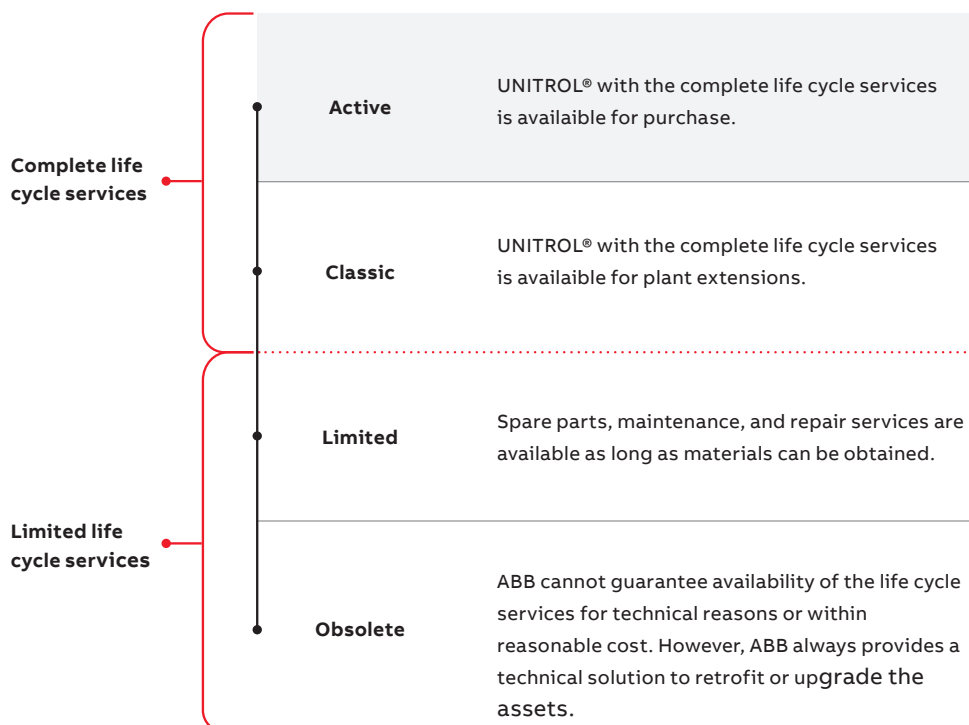 Complete life
cycle services
Active
UNITROL® with the complete life cycle services
is availaible for purchase.
Classic
UNITROL® with the complete life cycle services
is availaible for plant extensions.
Limited life
cycle services
Limited
Spare parts, maintenance, and repair services are
available as long as materials can be obtained.
Obsolete
ABB cannot guarantee availability of the life cycle
services for technical reasons or within
reasonable cost. However, ABB always provides a
technical solution to retrofit or upgrade the
assets.